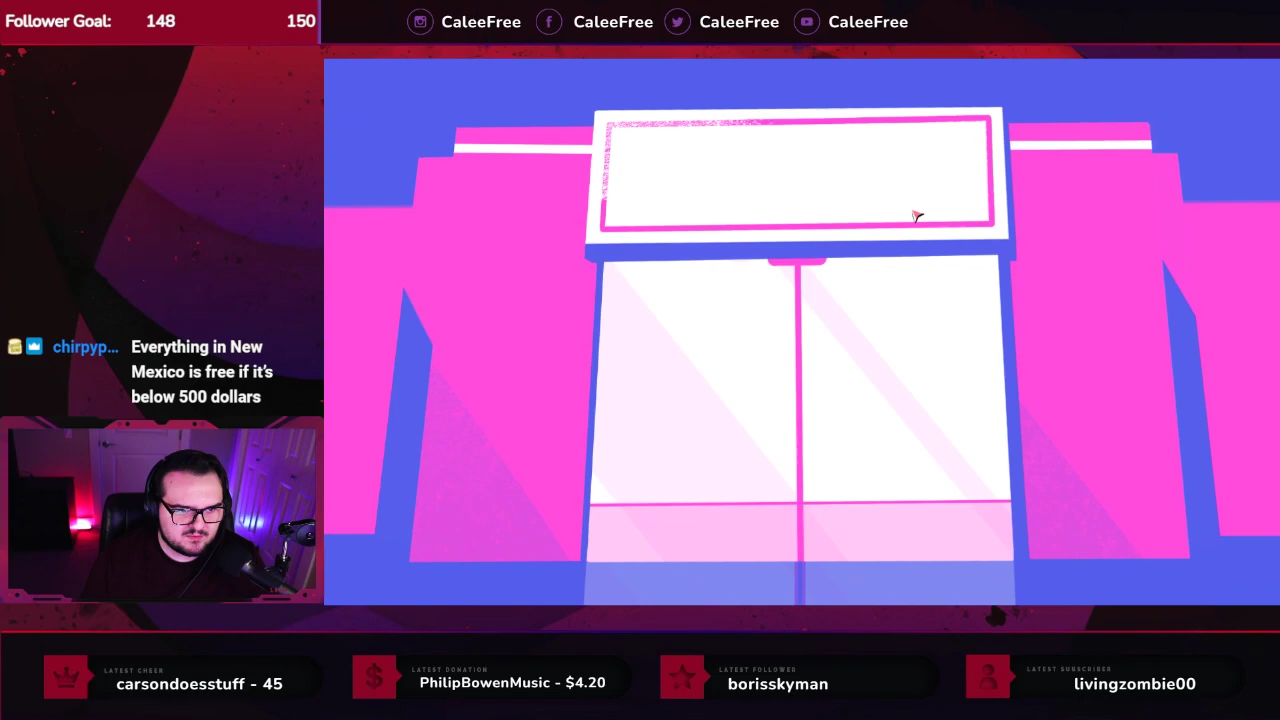 Follower Goal: 148 150
CaleeFree CaleeFree CaleeFree CaleeFree
chirpyp... Everything in New
Mexico is free if it's
below 500 dollars
LATEST CHEER
carsondoesstuff - 45
LATEST DONATION
PhilipBowenMusic - $4.20
LATEST FOLLOWER
borisskyman
LATEST SUBSCRIBER
livingzombie00